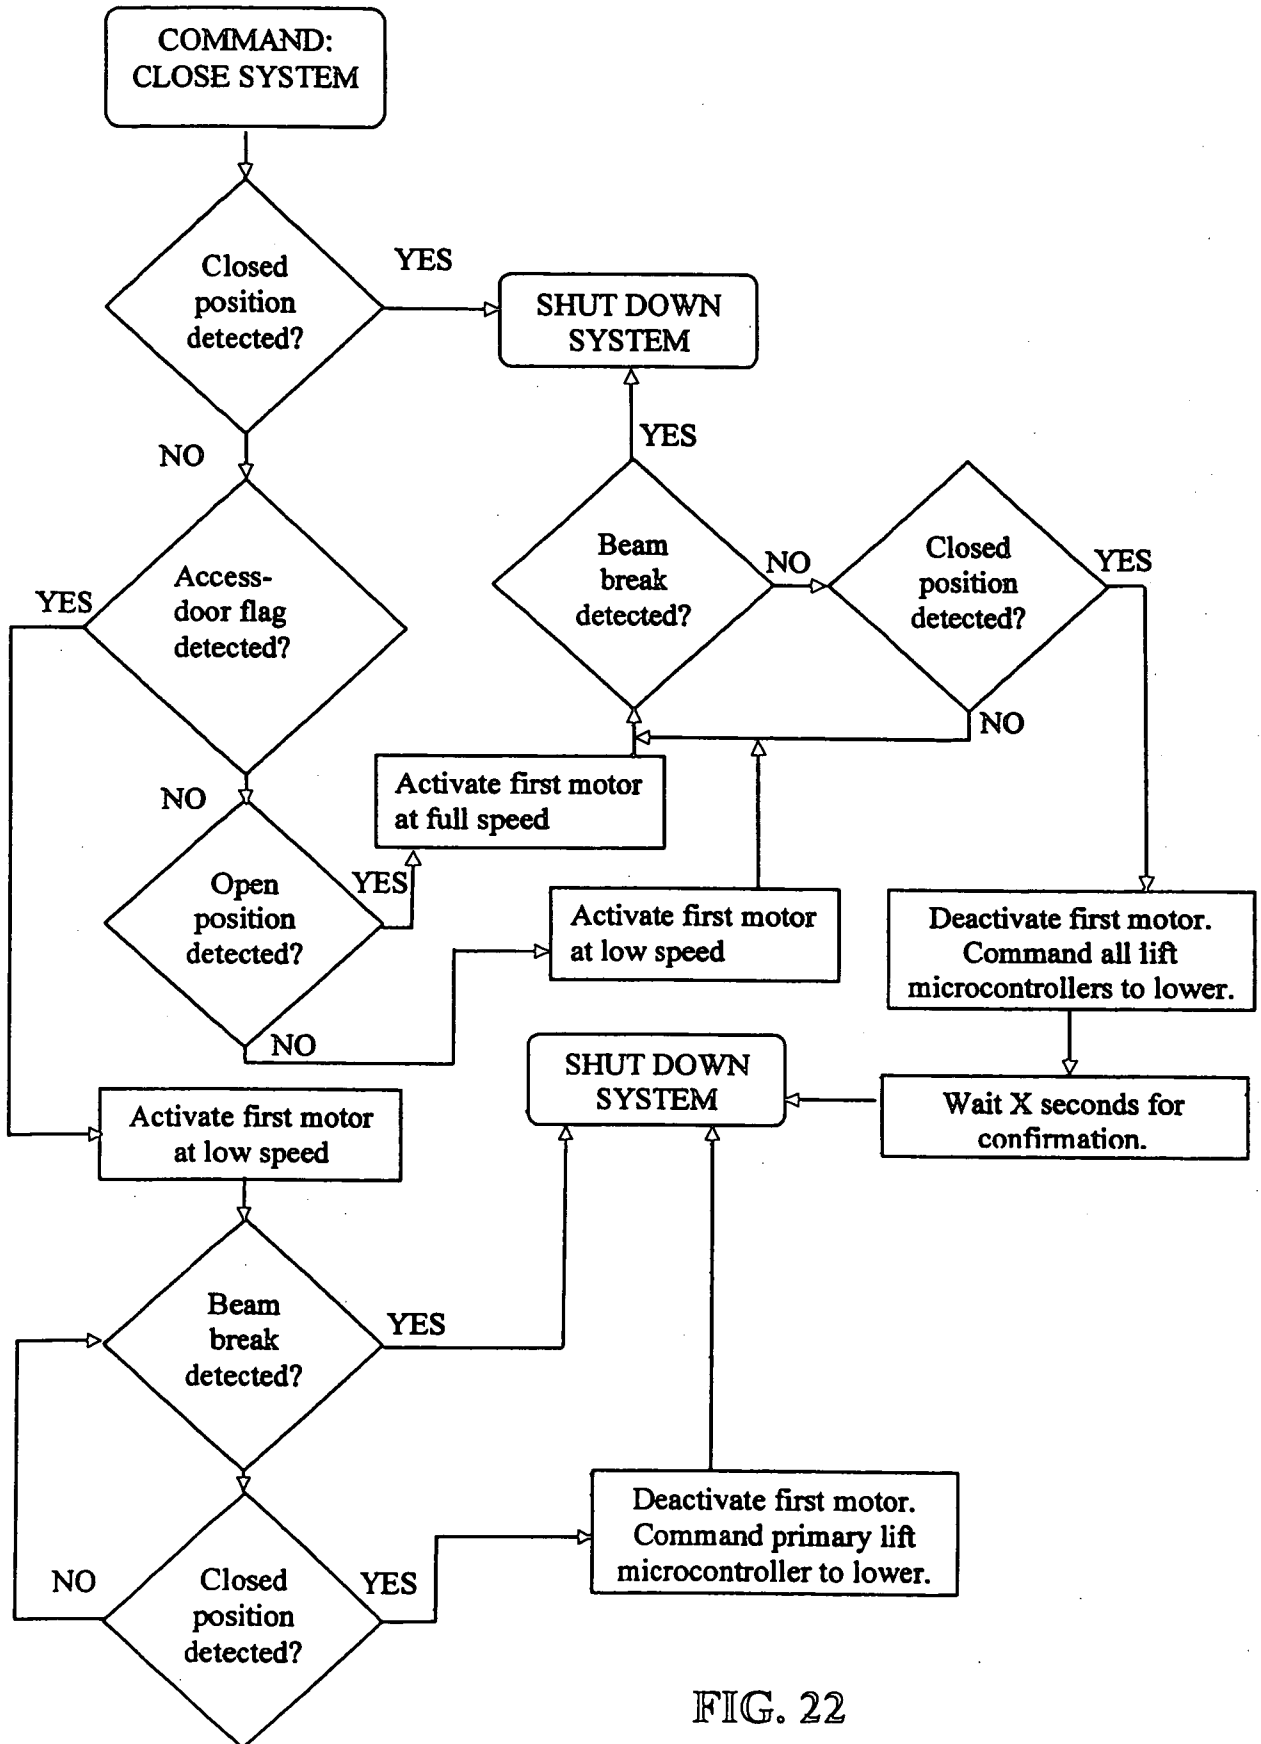 COMMAND:
CLOSE SYSTEM
Closed
position
detected?
YES
SHUT DOWN
SYSTEM
NO
YES
Access-
door flag
detected?
YES
Beam
break
detected?
NO
Closed
position
detected?
YES
NO
NO
Activate first motor
at full speed
Open
position
detected?
YES
Activate first motor
at low speed
Deactivate first motor.
Command all lift
microcontrollers to lower.
NO
SHUT DOWN
SYSTEM
Wait X seconds for
confirmation.
Activate first motor
at low speed
Beam
break
detected?
YES
Closed
position
detected?
NO
YES
Deactivate first motor.
Command primary lift
microcontroller to lower.
FIG. 22